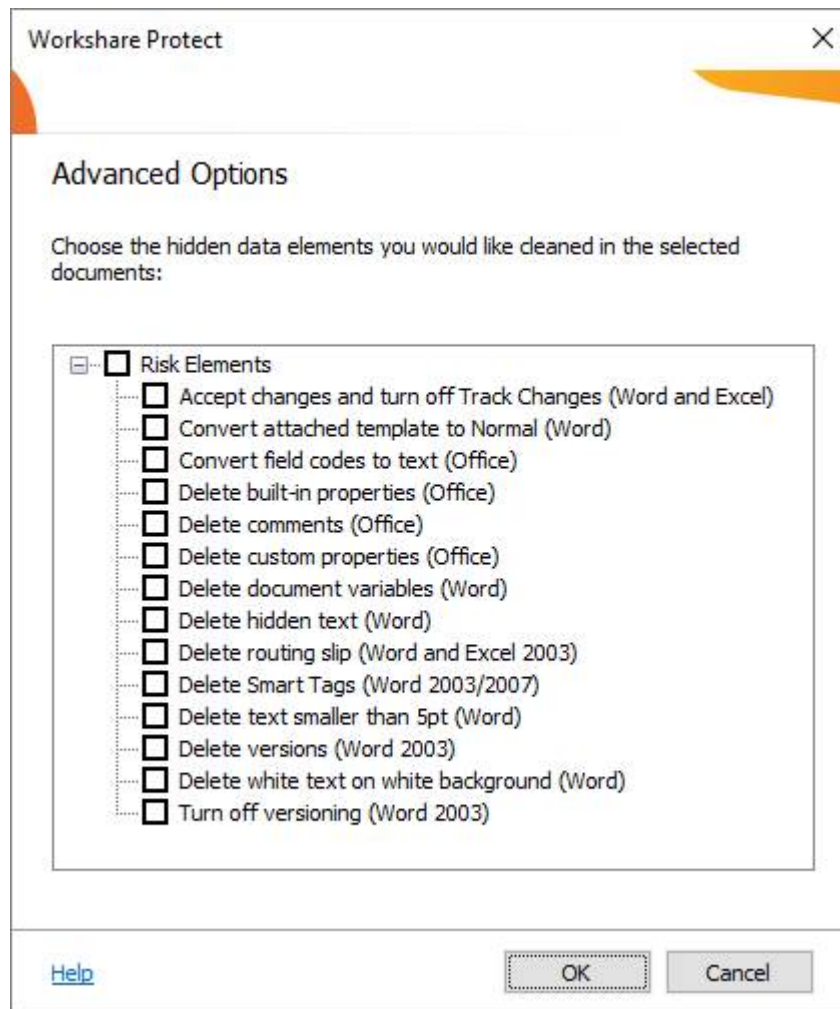 Workshare Protect
Advanced Options
Choose the hidden data elements you would like cleaned in the selected
documents:
Risk Elements
Accept changes and turn off Track Changes (Word and Excel)
Convert attached template to Normal (Word)
Convert field codes to text (Office)
Delete built-in properties (Office)
Delete comments (Office)
Delete custom properties (Office)
Delete document variables (Word)
Delete hidden text (Word)
Delete routing slip (Word and Excel 2003)
Delete Smart Tags (Word 2003/2007)
Delete text smaller than 5pt (Word)
Delete versions (Word 2003)
Delete white text on white background (Word)
Turn off versioning (Word 2003)
Help
OK
Cancel